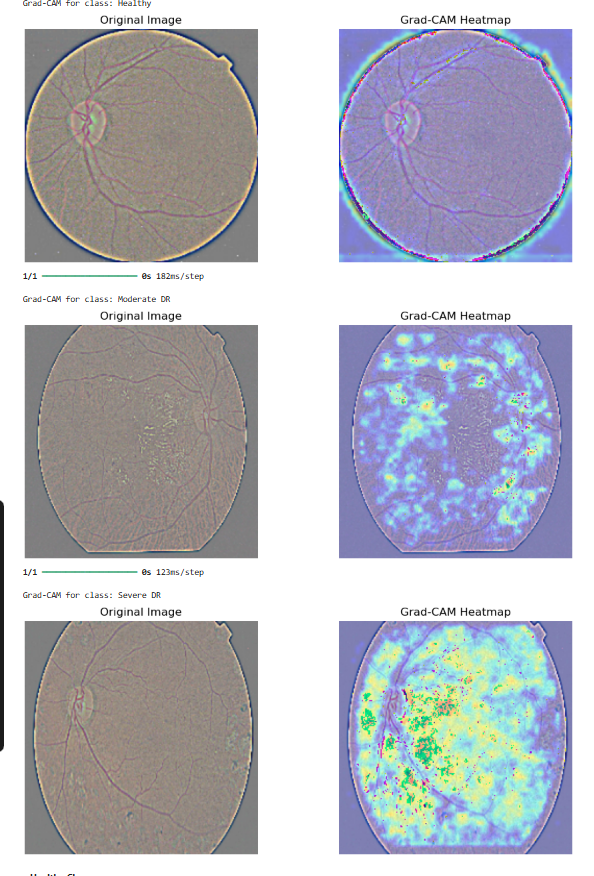 Grad-CAM for class: Healthy
Original Image Grad-CAM Heatmap
1/1 0s 182ms/step
Grad-CAM for class: Moderate DR
Original Image Grad-CAM Heatmap
1/1 0s 123ms/step
Grad-CAM for class: Severe DR
Original Image Grad-CAM Heatmap